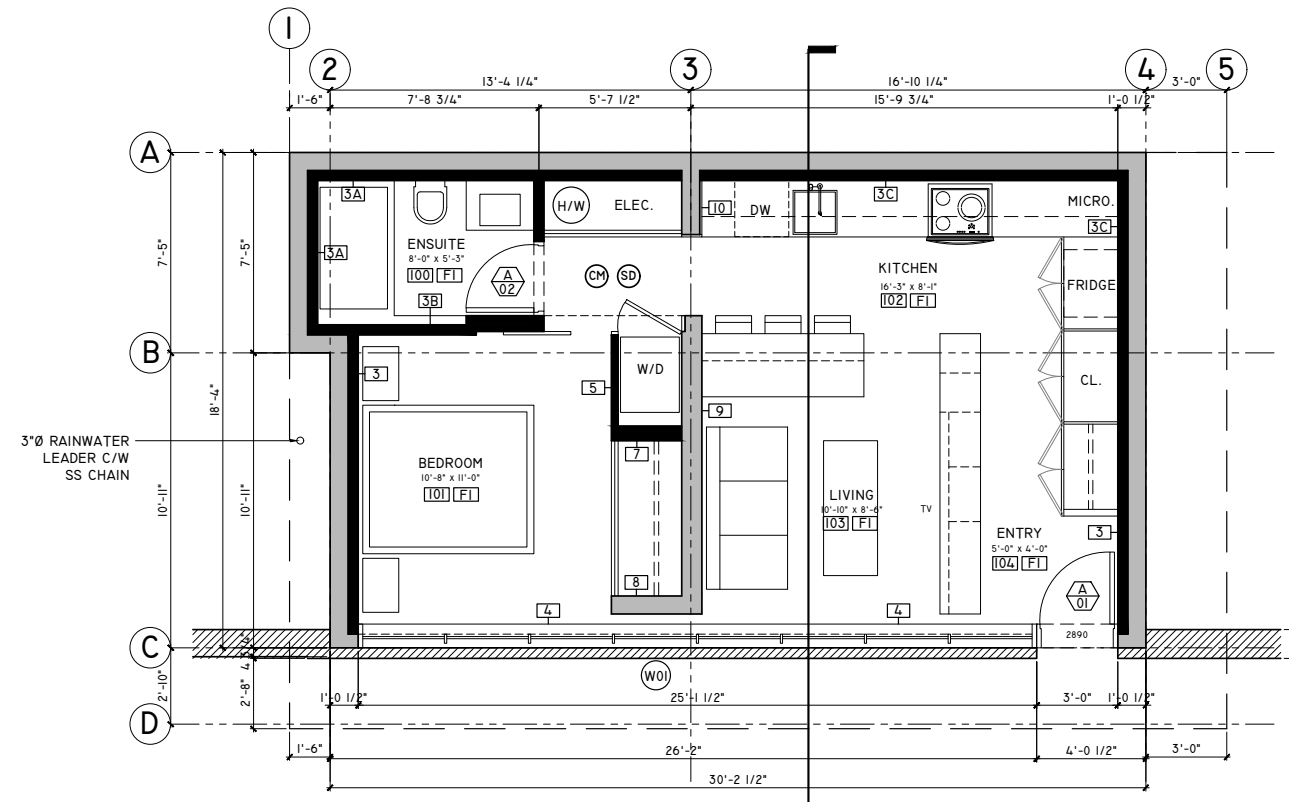 1
2
3
4
5
13'-4 1/4"
16'-10 1/4"
3'-0"
1'-6"
7'-8 3/4"
5'-7 1/2"
15'-9 3/4"
1'-0 1/2"
A
B
C
D
7'-5"
7'-5"
18'-4"
10'-11"
10'-11"
4 3/4"
2'-10"
2'-8"
3"Ø RAINWATER
LEADER C/W
SS CHAIN
3A
3A
ENSUITE
8'-0" x 5'-3"
100 F1
3B
A
02
H/W
ELEC.
CM
SD
10
DW
3C
MICRO.
3C
KITCHEN
16'-3" x 8'-1"
102 F1
FRIDGE
CL.
3
5
W/D
9
7
8
BEDROOM
10'-8" x 11'-0"
101 F1
LIVING
10'-10" x 8'-6"
103 F1
TV
ENTRY
5'-0" x 4'-0"
104 F1
3
A
01
2890
4
4
W01
1'-0 1/2"
25'-1 1/2"
3'-0"
1'-0 1/2"
1'-6"
26'-2"
4'-0 1/2"
3'-0"
30'-2 1/2"